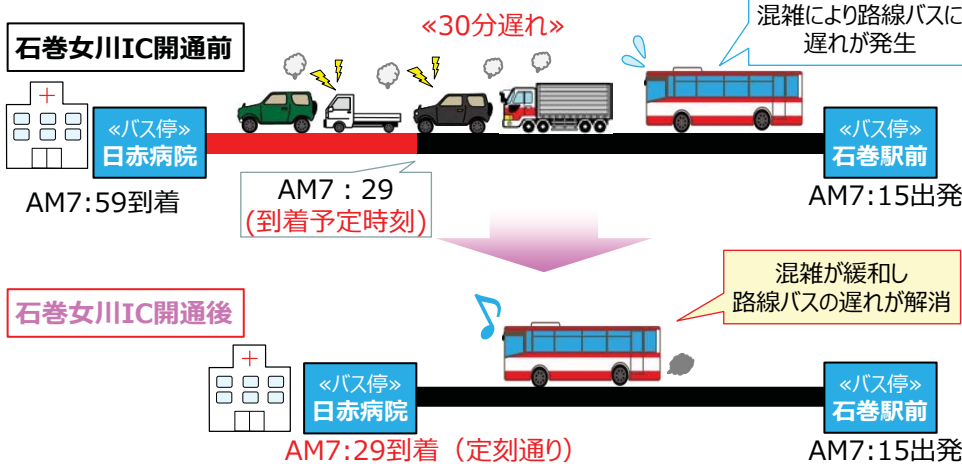 «30分遅れ»
混雑により路線バスに
遅れが発生
石巻女川IC開通前
«バス停»
日赤病院
«バス停»
石巻駅前
AM7:59到着
AM7：29
(到着予定時刻)
AM7:15出発
混雑が緩和し
路線バスの遅れが解消
石巻女川IC開通後
«バス停»
日赤病院
«バス停»
石巻駅前
AM7:29到着（定刻通り）
AM7:15出発